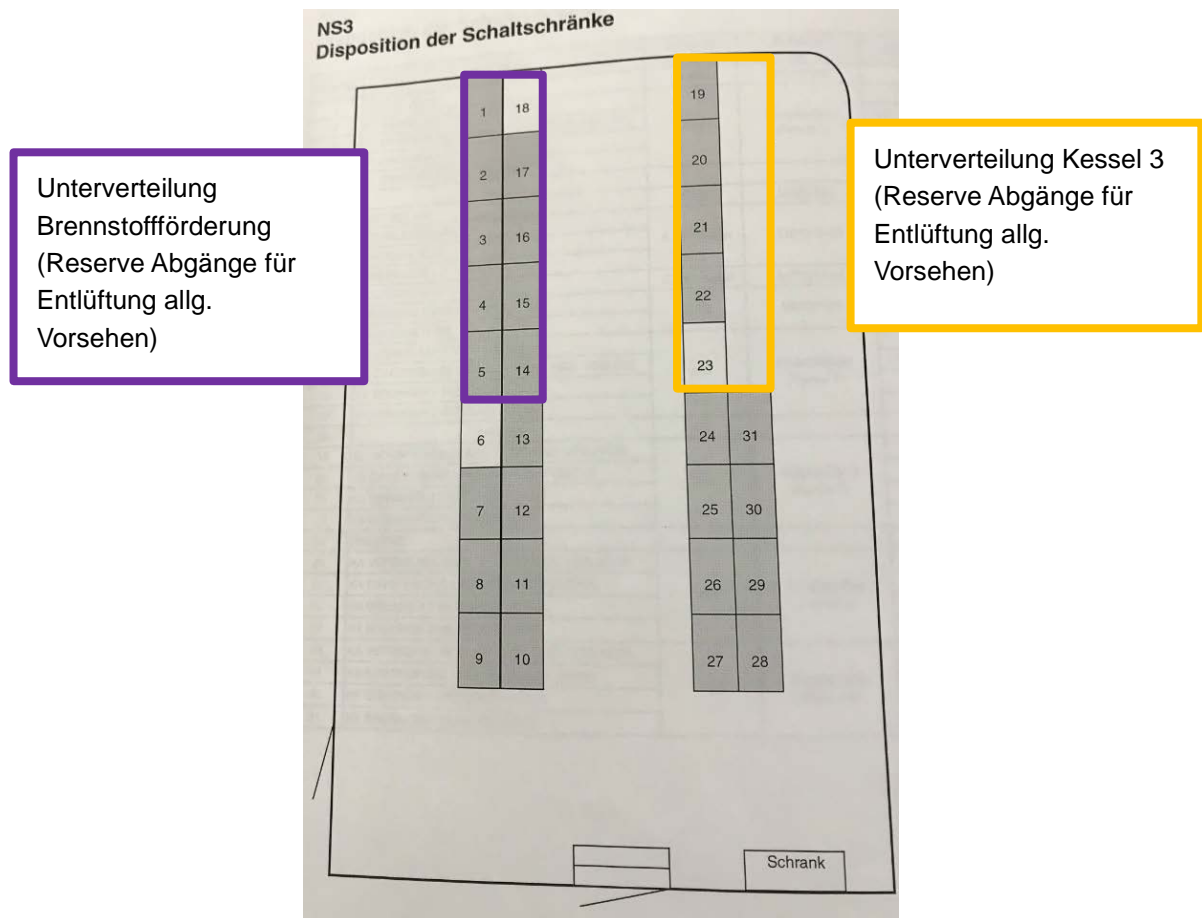 NS3
Disposition der Schaltschränke
Unterverteilung
Brennstoffförderung
(Reserve Abgänge für
Entlüftung allg.
Vorsehen)
Unterverteilung Kessel 3
(Reserve Abgänge für
Entlüftung allg.
Vorsehen)
1 18
2 17
3 16
4 15
5 14
6 13
7 12
8 11
9 10
19
20
21
22
23
24 31
25 30
26 29
27 28
Schrank